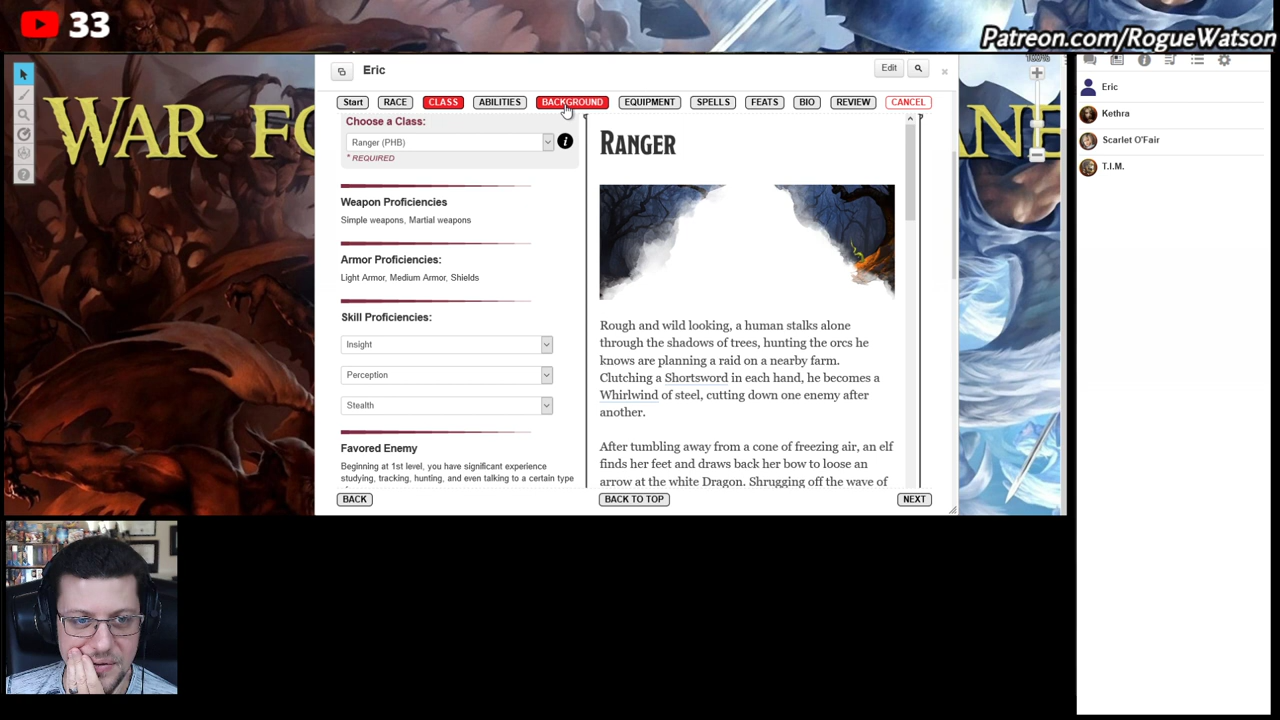 33
Patreon.com/RogueWatson
Eric
Edit
Start RACE CLASS ABILITIES BACKGROUND EQUIPMENT SPELLS FEATS BIO REVIEW CANCEL
Choose a Class:
Ranger (PHB)
* REQUIRED
Weapon Proficiencies
Simple weapons, Martial weapons
Armor Proficiencies:
Light Armor, Medium Armor, Shields
Skill Proficiencies:
Insight
Perception
Stealth
Favored Enemy
Beginning at 1st level, you have significant experience
studying, tracking, hunting, and even talking to a certain type
RANGER
Rough and wild looking, a human stalks alone
through the shadows of trees, hunting the orcs he
knows are planning a raid on a nearby farm.
Clutching a Shortsword in each hand, he becomes a
Whirlwind of steel, cutting down one enemy after
another.
After tumbling away from a cone of freezing air, an elf
finds her feet and draws back her bow to loose an
arrow at the white Dragon. Shrugging off the wave of
BACK
BACK TO TOP
NEXT
WAR FO
ANE
100%
Eric
Kethra
Scarlet O'Fair
T.I.M.